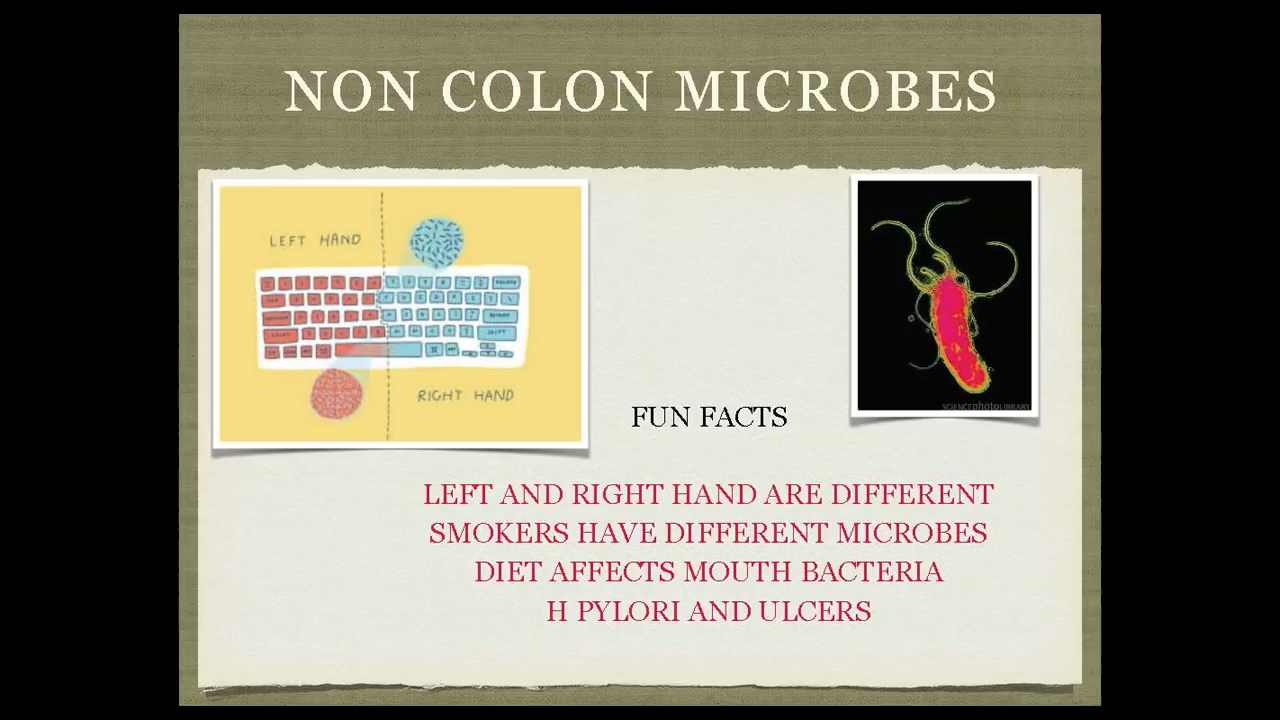 NON COLON MICROBES
LEFT HAND
RIGHT HAND
SCIENCEphotoLIBRARY
FUN FACTS
LEFT AND RIGHT HAND ARE DIFFERENT
SMOKERS HAVE DIFFERENT MICROBES
DIET AFFECTS MOUTH BACTERIA
H PYLORI AND ULCERS